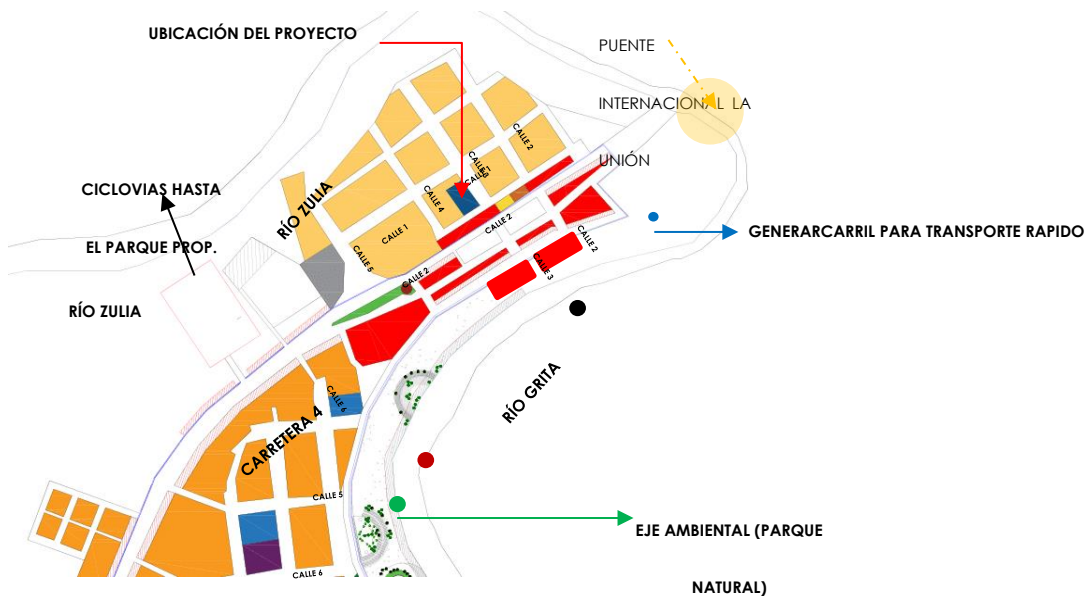 UBICACIÓN DEL PROYECTO
PUENTE
INTERNACIONAL LA
UNIÓN
CICLOVIAS HASTA
EL PARQUE PROP.
RÍO ZULIA
RÍO ZULIA
CALLE 2
CALLE 1
CALLE 4
CALLE 1
CALLE 5
CALLE 2
CALLE 2
CALLE 2
CALLE 3
GENERARCARRIL PARA TRANSPORTE RAPIDO
RÍO GRITA
CARRETERA 4
CALLE 6
CALLE 5
CALLE 6
EJE AMBIENTAL (PARQUE
NATURAL)